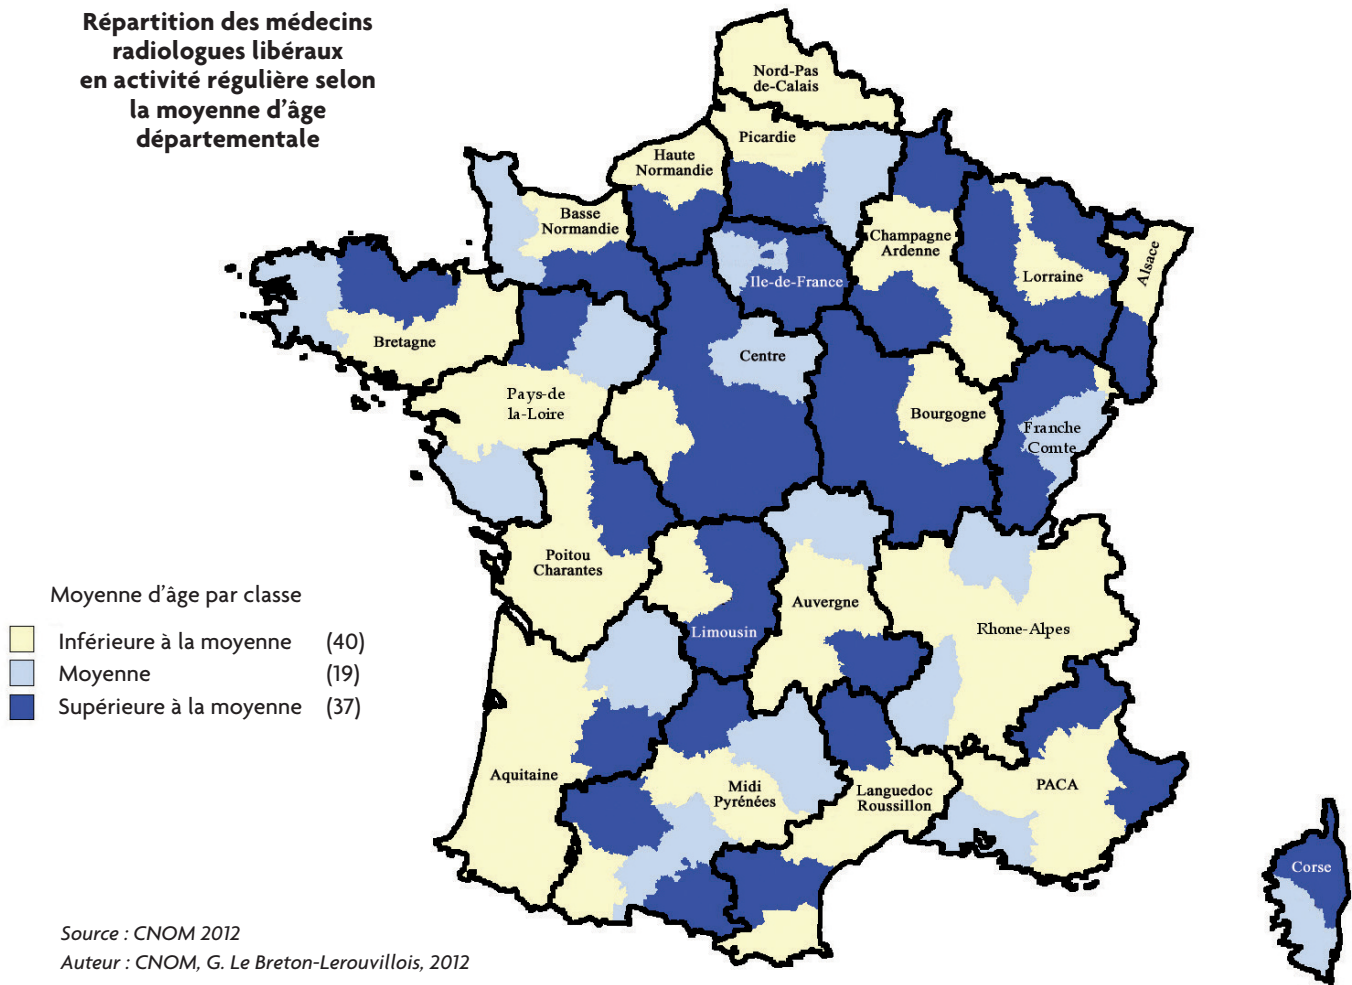 Répartition des médecins
radiologues libéraux
en activité régulière selon
la moyenne d'âge
départementale
Nord-Pas
de-Calais
Picardie
Haute
Normandie
Basse
Normandie
Champagne
Ardenne
Ile-de-France
Lorraine
Alsace
Bretagne
Centre
Pays-de
la-Loire
Bourgogne
Franche
Comte
Poitou
Charantes
Auvergne
Limousin
Rhone-Alpes
Aquitaine
Midi
Pyrénées
Languedoc
Roussillon
PACA
Corse
Moyenne d'âge par classe
Inférieure à la moyenne (40)
Moyenne (19)
Supérieure à la moyenne (37)
Source : CNOM 2012
Auteur : CNOM, G. Le Breton-Lerouvillois, 2012